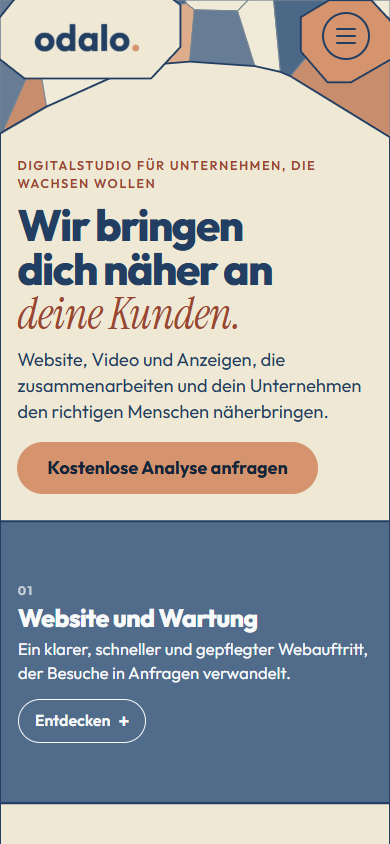 odalo.
DIGITALSTUDIO FÜR UNTERNEHMEN, DIE
WACHSEN WOLLEN
Wir bringen
dich näher an
deine Kunden.
Website, Video und Anzeigen, die
zusammenarbeiten und dein Unternehmen
den richtigen Menschen näherbringen.
Kostenlose Analyse anfragen
01
Website und Wartung
Ein klarer, schneller und gepflegter Webauftritt,
der Besuche in Anfragen verwandelt.
Entdecken +